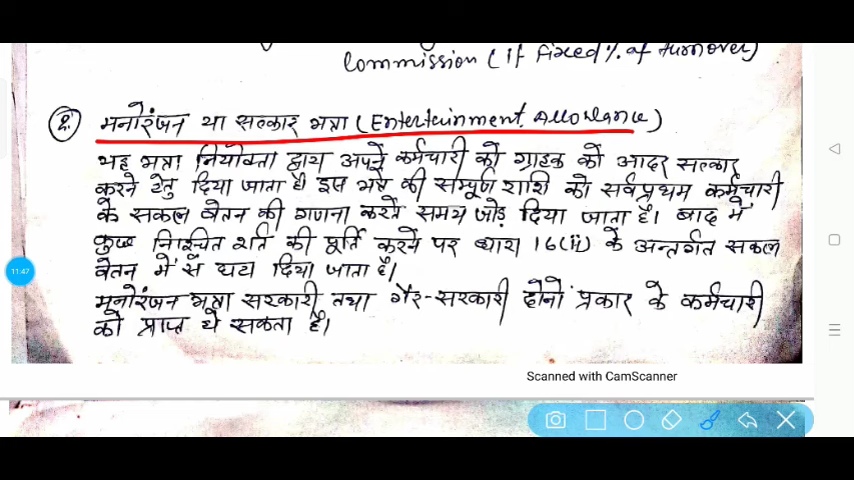 Commission (If Fixed % of turnover)
2. मनोरंजन या सत्कार भत्ता (Entertainment Allowance)
यह भत्ता नियोक्ता द्वारा अपने कर्मचारी को ग्राहक को आदर सत्कार
करने हेतु दिया जाता है। इस भत्ते की सम्पूर्ण राशि को सर्वप्रथम कर्मचारी
के सकल वेतन की गणना करते समय जोड़ दिया जाता है। बाद में
कुछ निश्चित शर्त की पूर्ति करने पर धारा 16(ii) के अन्तर्गत सकल
वेतन में से घटा दिया जाता है।
मनोरंजन भत्ता सरकारी तथा गैर-सरकारी दोनों प्रकार के कर्मचारी
को प्राप्त हो सकता है।
11:47
Scanned with CamScanner